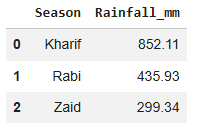 Season Rainfall_mm
0 Kharif 852.11
1 Rabi 435.93
2 Zaid 299.34